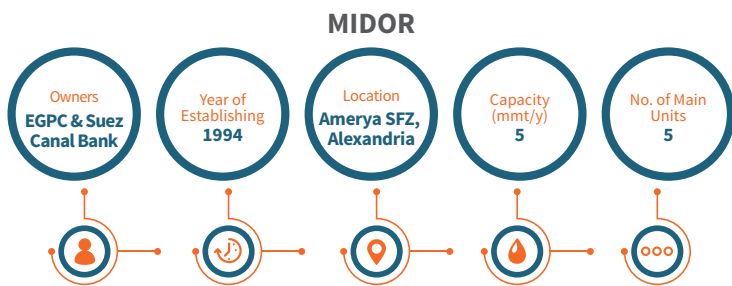 MIDOR
Owners
EGPC & Suez
Canal Bank
Year of
Establishing
1994
Location
Amerya SFZ,
Alexandria
Capacity
(mmt/y)
5
No. of Main
Units
5